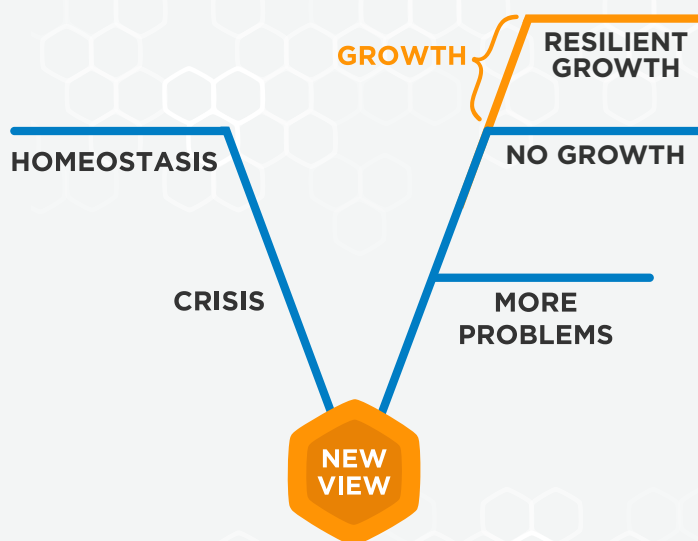 GROWTH
RESILIENT
GROWTH
HOMEOSTASIS
NO GROWTH
CRISIS
MORE
PROBLEMS
NEW
VIEW